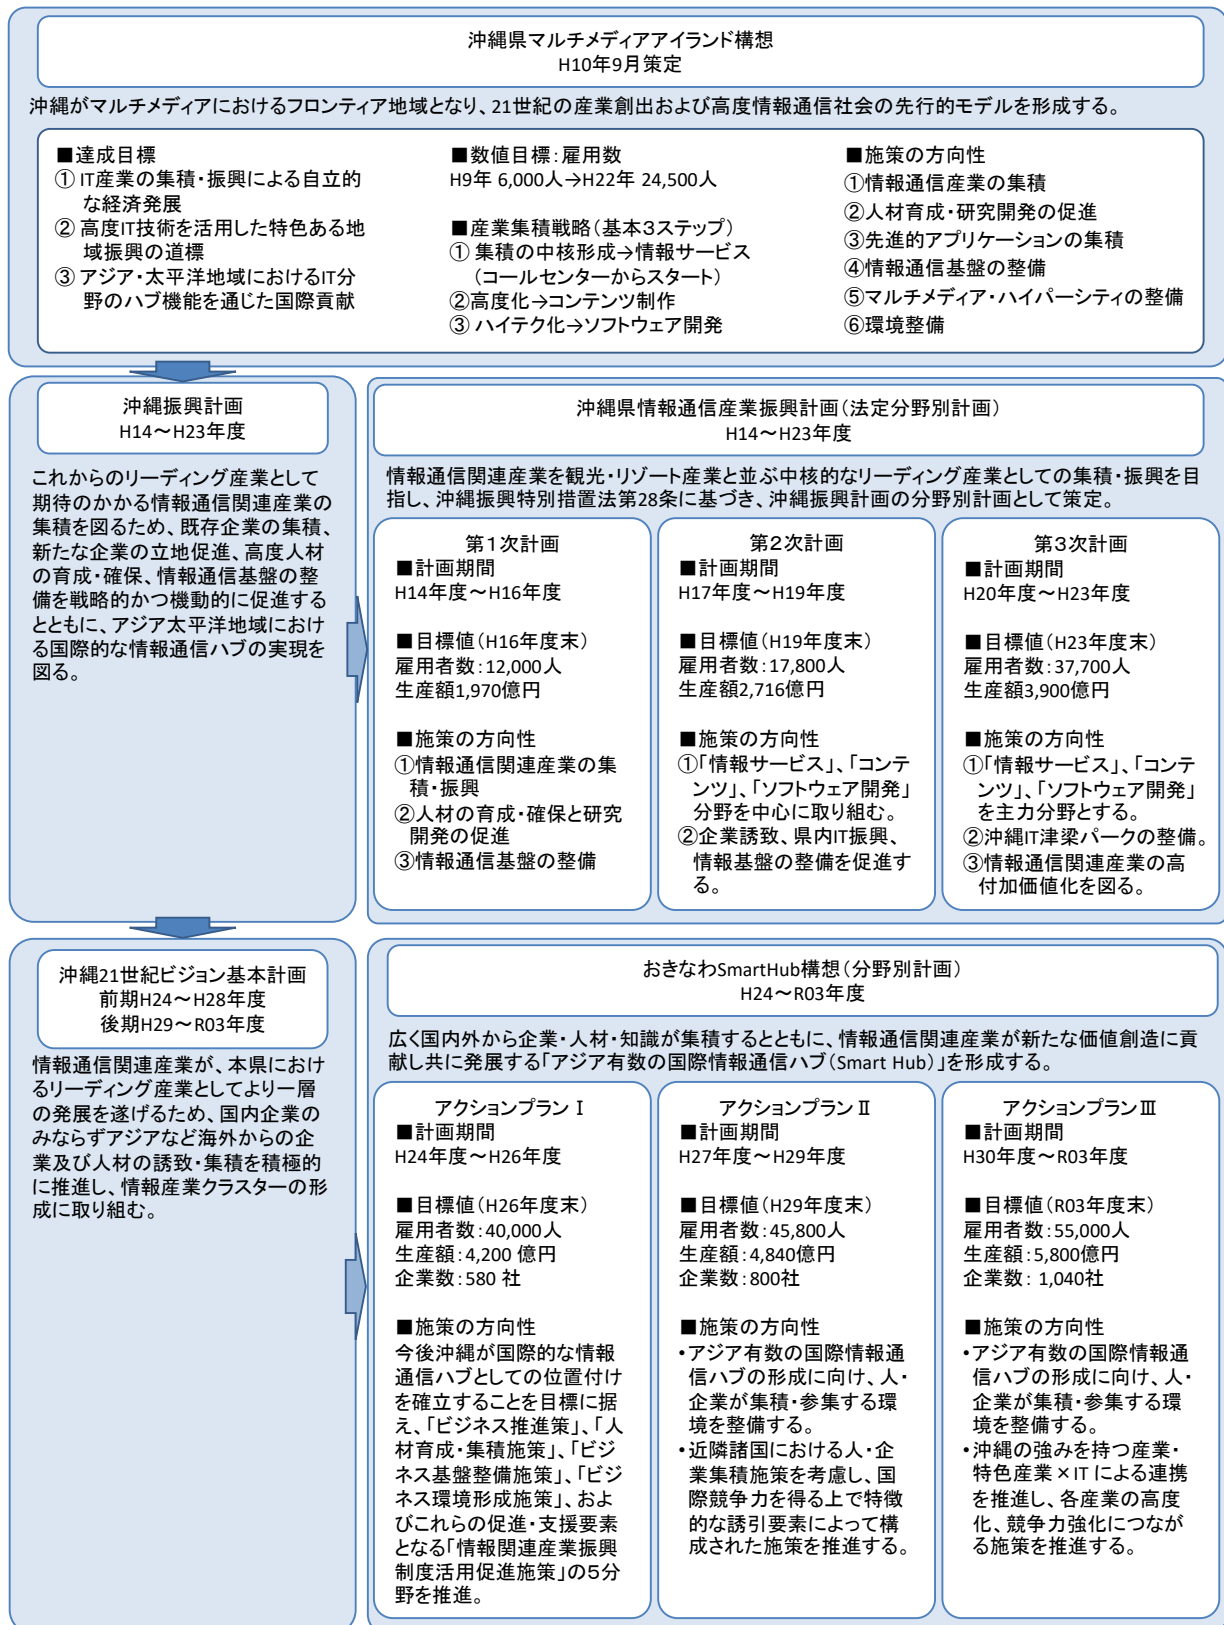 沖縄県マルチメディアアイランド構想
H10年9月策定
沖縄がマルチメディアにおけるフロンティア地域となり、21世紀の産業創出および高度情報通信社会の先行的モデルを形成する。
■達成目標
① IT産業の集積・振興による自立的
な経済発展
② 高度IT技術を活用した特色ある地
域振興の道標
③ アジア・太平洋地域におけるIT分
野のハブ機能を通じた国際貢献
■数値目標：雇用数
H9年 6,000人→H22年 24,500人
■産業集積戦略（基本３ステップ）
① 集積の中核形成→情報サービス
（コールセンターからスタート）
②高度化→コンテンツ制作
③ ハイテク化→ソフトウェア開発
■施策の方向性
①情報通信産業の集積
②人材育成・研究開発の促進
③先進的アプリケーションの集積
④情報通信基盤の整備
⑤マルチメディア・ハイパーシティの整備
⑥環境整備
沖縄振興計画
H14～H23年度
これからのリーディング産業として
期待のかかる情報通信関連産業の
集積を図るため、既存企業の集積、
新たな企業の立地促進、高度人材
の育成・確保、情報通信基盤の整
備を戦略的かつ機動的に促進する
とともに、アジア太平洋地域におけ
る国際的な情報通信ハブの実現を
図る。
沖縄県情報通信産業振興計画（法定分野別計画）
H14～H23年度
情報通信関連産業を観光・リゾート産業と並ぶ中核的なリーディング産業としての集積・振興を目
指し、沖縄振興特別措置法第28条に基づき、沖縄振興計画の分野別計画として策定。
第１次計画
■計画期間
H14年度～H16年度
■目標値（H16年度末）
雇用者数：12,000人
生産額1,970億円
■施策の方向性
①情報通信関連産業の集
積・振興
②人材の育成・確保と研究
開発の促進
③情報通信基盤の整備
第２次計画
■計画期間
H17年度～H19年度
■目標値（H19年度末）
雇用者数：17,800人
生産額2,716億円
■施策の方向性
①「情報サービス」、「コンテ
ンツ」、「ソフトウェア開発」
分野を中心に取り組む。
②企業誘致、県内IT振興、
情報基盤の整備を促進す
る。
第３次計画
■計画期間
H20年度～H23年度
■目標値（H23年度末）
雇用者数：37,700人
生産額3,900億円
■施策の方向性
①「情報サービス」、「コンテ
ンツ」、「ソフトウェア開発」
を主力分野とする。
②沖縄IT津梁パークの整備。
③情報通信関連産業の高
付加価値化を図る。
沖縄21世紀ビジョン基本計画
前期H24～H28年度
後期H29～R03年度
情報通信関連産業が、本県におけ
るリーディング産業としてより一層
の発展を遂げるため、国内企業の
みならずアジアなど海外からの企
業及び人材の誘致・集積を積極的
に推進し、情報産業クラスターの形
成に取り組む。
おきなわSmartHub構想（分野別計画）
H24～R03年度
広く国内外から企業・人材・知識が集積するとともに、情報通信関連産業が新たな価値創造に貢
献し共に発展する「アジア有数の国際情報通信ハブ（Smart Hub）」を形成する。
アクションプラン Ⅰ
■計画期間
H24年度～H26年度
■目標値（H26年度末）
雇用者数：40,000人
生産額：4,200 億円
企業数：580 社
■施策の方向性
今後沖縄が国際的な情報
通信ハブとしての位置付け
を確立することを目標に据
え、「ビジネス推進策」、「人
材育成・集積施策」、「ビジ
ネス基盤整備施策」、「ビジ
ネス環境形成施策」、およ
びこれらの促進・支援要素
となる「情報関連産業振興
制度活用促進施策」の５分
野を推進。
アクションプラン Ⅱ
■計画期間
H27年度～H29年度
■目標値（H29年度末）
雇用者数：45,800人
生産額：4,840億円
企業数：800社
■施策の方向性
・アジア有数の国際情報通
信ハブの形成に向け、人・
企業が集積・参集する環
境を整備する。
・近隣諸国における人・企
業集積施策を考慮し、国
際競争力を得る上で特徴
的な誘引要素によって構
成された施策を推進する。
アクションプラン Ⅲ
■計画期間
H30年度～R03年度
■目標値（R03年度末）
雇用者数：55,000人
生産額：5,800億円
企業数： 1,040社
■施策の方向性
・アジア有数の国際情報通
信ハブの形成に向け、人・
企業が集積・参集する環
境を整備する。
・沖縄の強みを持つ産業・
特色産業×IT による連携
を推進し、各産業の高度
化、競争力強化につなが
る施策を推進する。